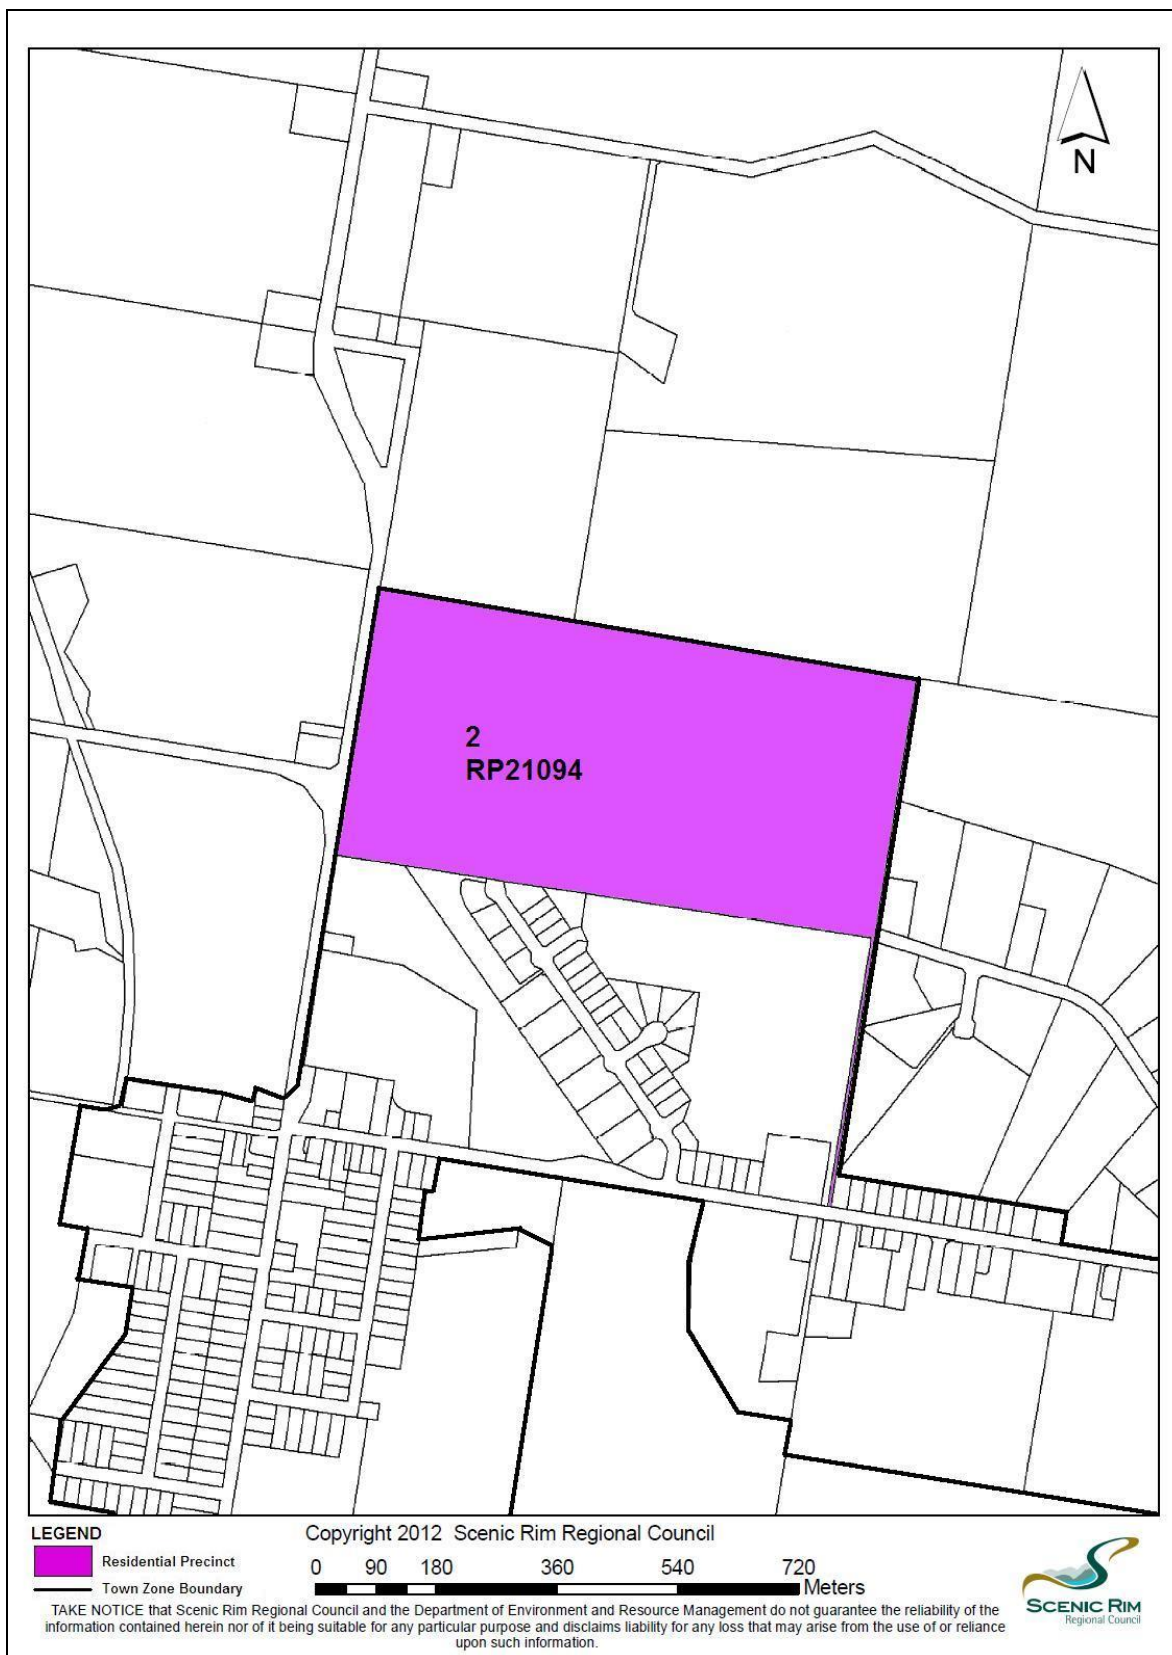 N
2
RP21094
LEGEND
Residential Precinct
Town Zone Boundary
Copyright 2012 Scenic Rim Regional Council
0 90 180 360 540 720
Meters
SCENIC RIM
Regional Council
TAKE NOTICE that Scenic Rim Regional Council and the Department of Environment and Resource Management do not guarantee the reliability of the
information contained herein nor of it being suitable for any particular purpose and disclaims liability for any loss that may arise from the use of or reliance
upon such information.